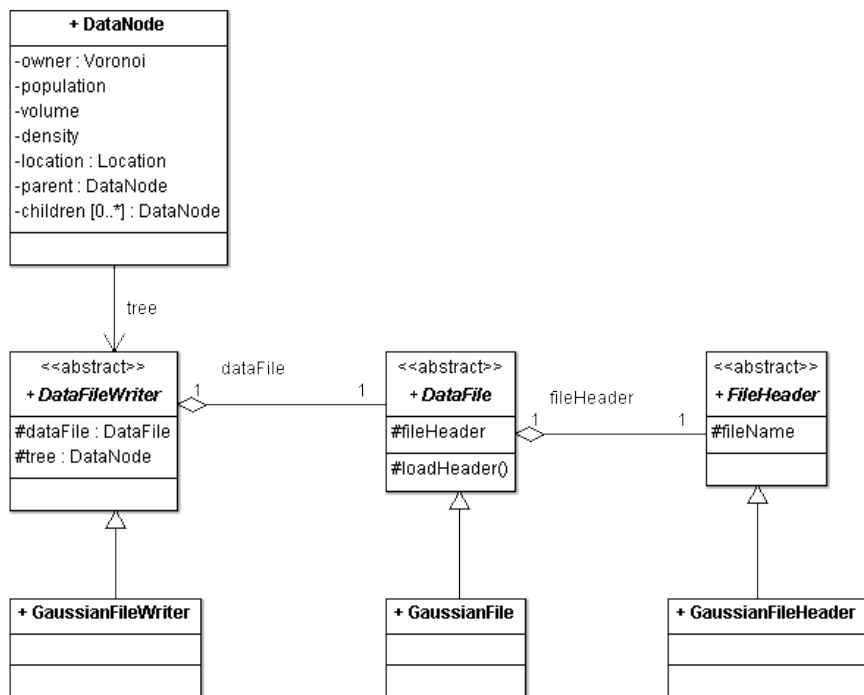 + DataNode
-owner : Voronoi
-population
-volume
-density
-location : Location
-parent : DataNode
-children [0..*] : DataNode
tree
<<abstract>>
+ DataFileWriter
#dataFile : DataFile
#tree : DataNode
1
dataFile
1
<<abstract>>
+ DataFile
#fileHeader
#loadHeader()
1
fileHeader
1
<<abstract>>
+ FileHeader
#fileName
+ GaussianFileWriter
+ GaussianFile
+ GaussianFileHeader